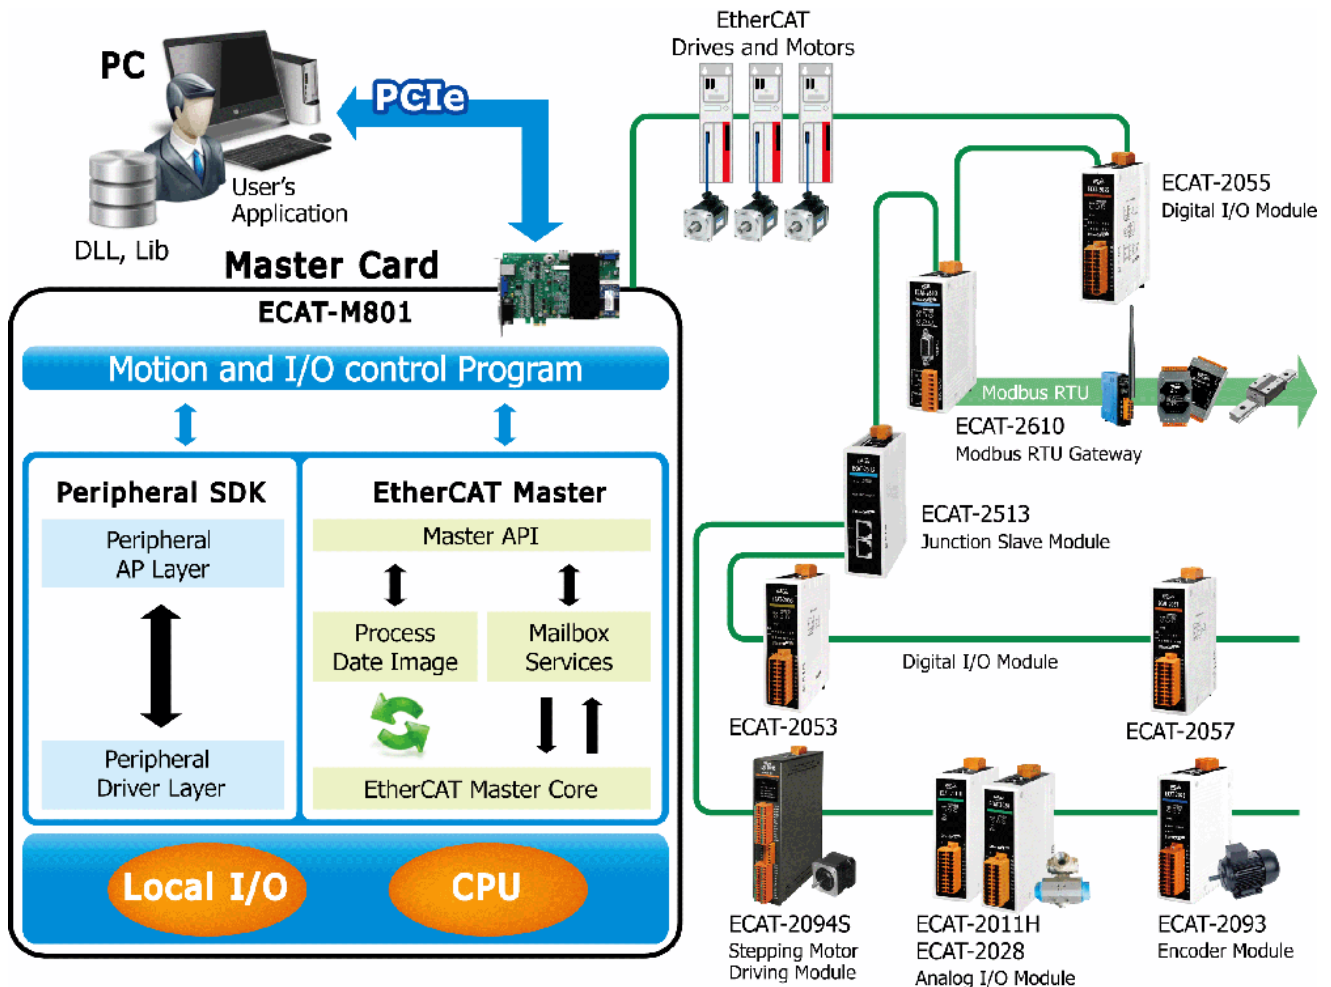 EtherCAT
Drives and Motors
PC
PCIe
User's
Application
DLL, Lib
ECAT-2055
Digital I/O Module
Master Card
ECAT-M801
Motion and I/O control Program
Modbus RTU
ECAT-2610
Modbus RTU Gateway
Peripheral SDK
EtherCAT Master
ECAT-2513
Junction Slave Module
Peripheral
AP Layer
Master API
Process
Date Image
Mailbox
Services
Digital I/O Module
ECAT-2053
ECAT-2057
Peripheral
Driver Layer
EtherCAT Master Core
Local I/O
CPU
ECAT-2094S
Stepping Motor
Driving Module
ECAT-2011H
ECAT-2028
Analog I/O Module
ECAT-2093
Encoder Module